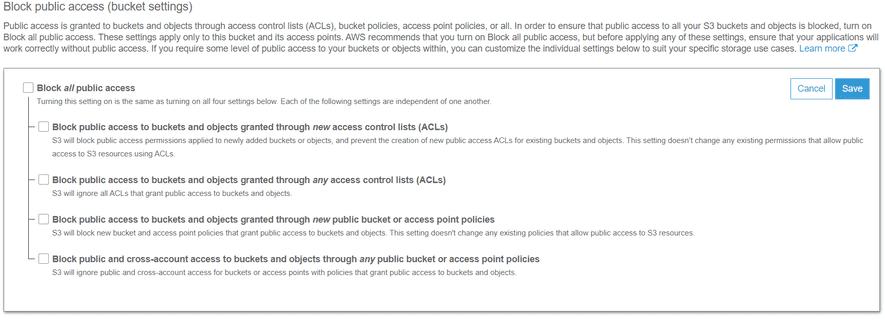 Block public access (bucket settings)
Public access is granted to buckets and objects through access control lists (ACLs), bucket policies, access point policies, or all. In order to ensure that public access to all your S3 buckets and objects is blocked, turn on
Block all public access. These settings apply only to this bucket and its access points. AWS recommends that you turn on Block all public access, but before applying any of these settings, ensure that your applications will
work correctly without public access. If you require some level of public access to your buckets or objects within, you can customize the individual settings below to suit your specific storage use cases. Learn more
Block all public access
Cancel Save
Turning this setting on is the same as turning on all four settings below. Each of the following settings are independent of one another.
Block public access to buckets and objects granted through new access control lists (ACLs)
S3 will block public access permissions applied to newly added buckets or objects, and prevent the creation of new public access ACLs for existing buckets and objects. This setting doesn't change any existing permissions that allow public
access to S3 resources using ACLs.
Block public access to buckets and objects granted through any access control lists (ACLs)
S3 will ignore all ACLs that grant public access to buckets and objects.
Block public access to buckets and objects granted through new public bucket or access point policies
S3 will block new bucket and access point policies that grant public access to buckets and objects. This setting doesn't change any existing policies that allow public access to S3 resources.
Block public and cross-account access to buckets and objects through any public bucket or access point policies
S3 will ignore public and cross-account access for buckets or access points with policies that grant public access to buckets and objects.